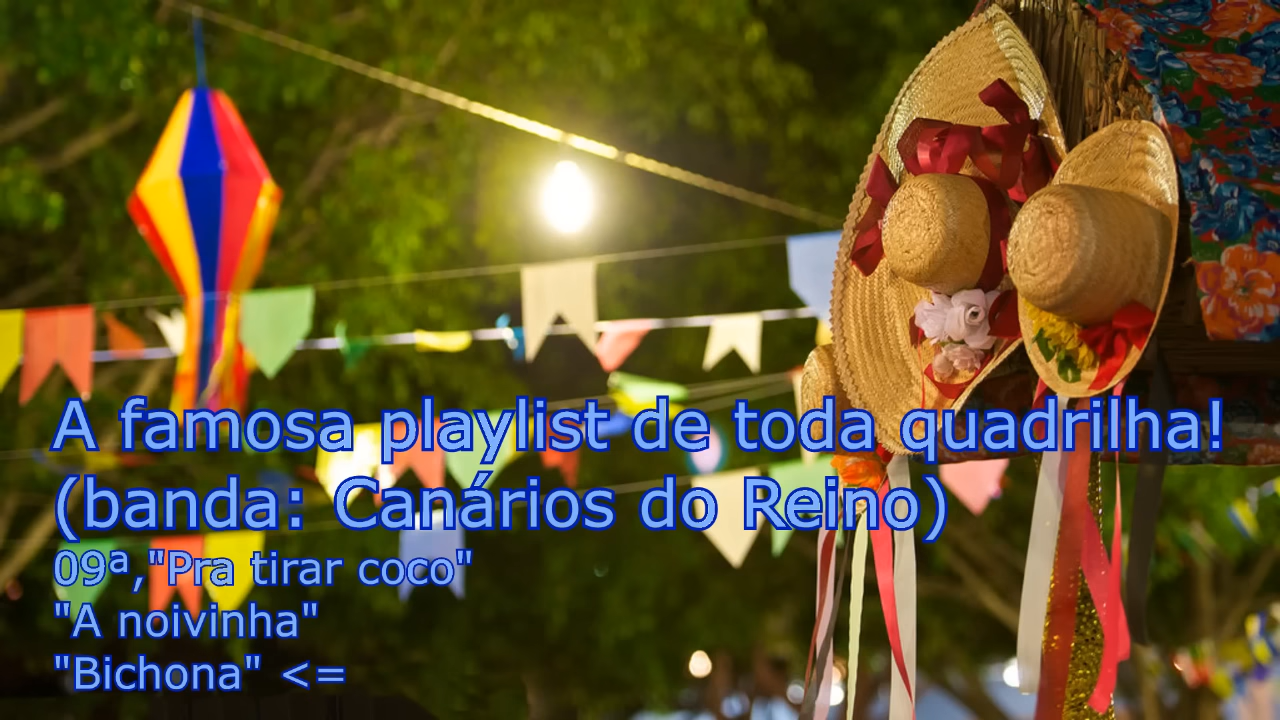 A famosa playlist de toda quadrilha!
(banda: Canários do Reino)
09ª,"Pra tirar coco"
"A noivinha"
"Bichona" <=